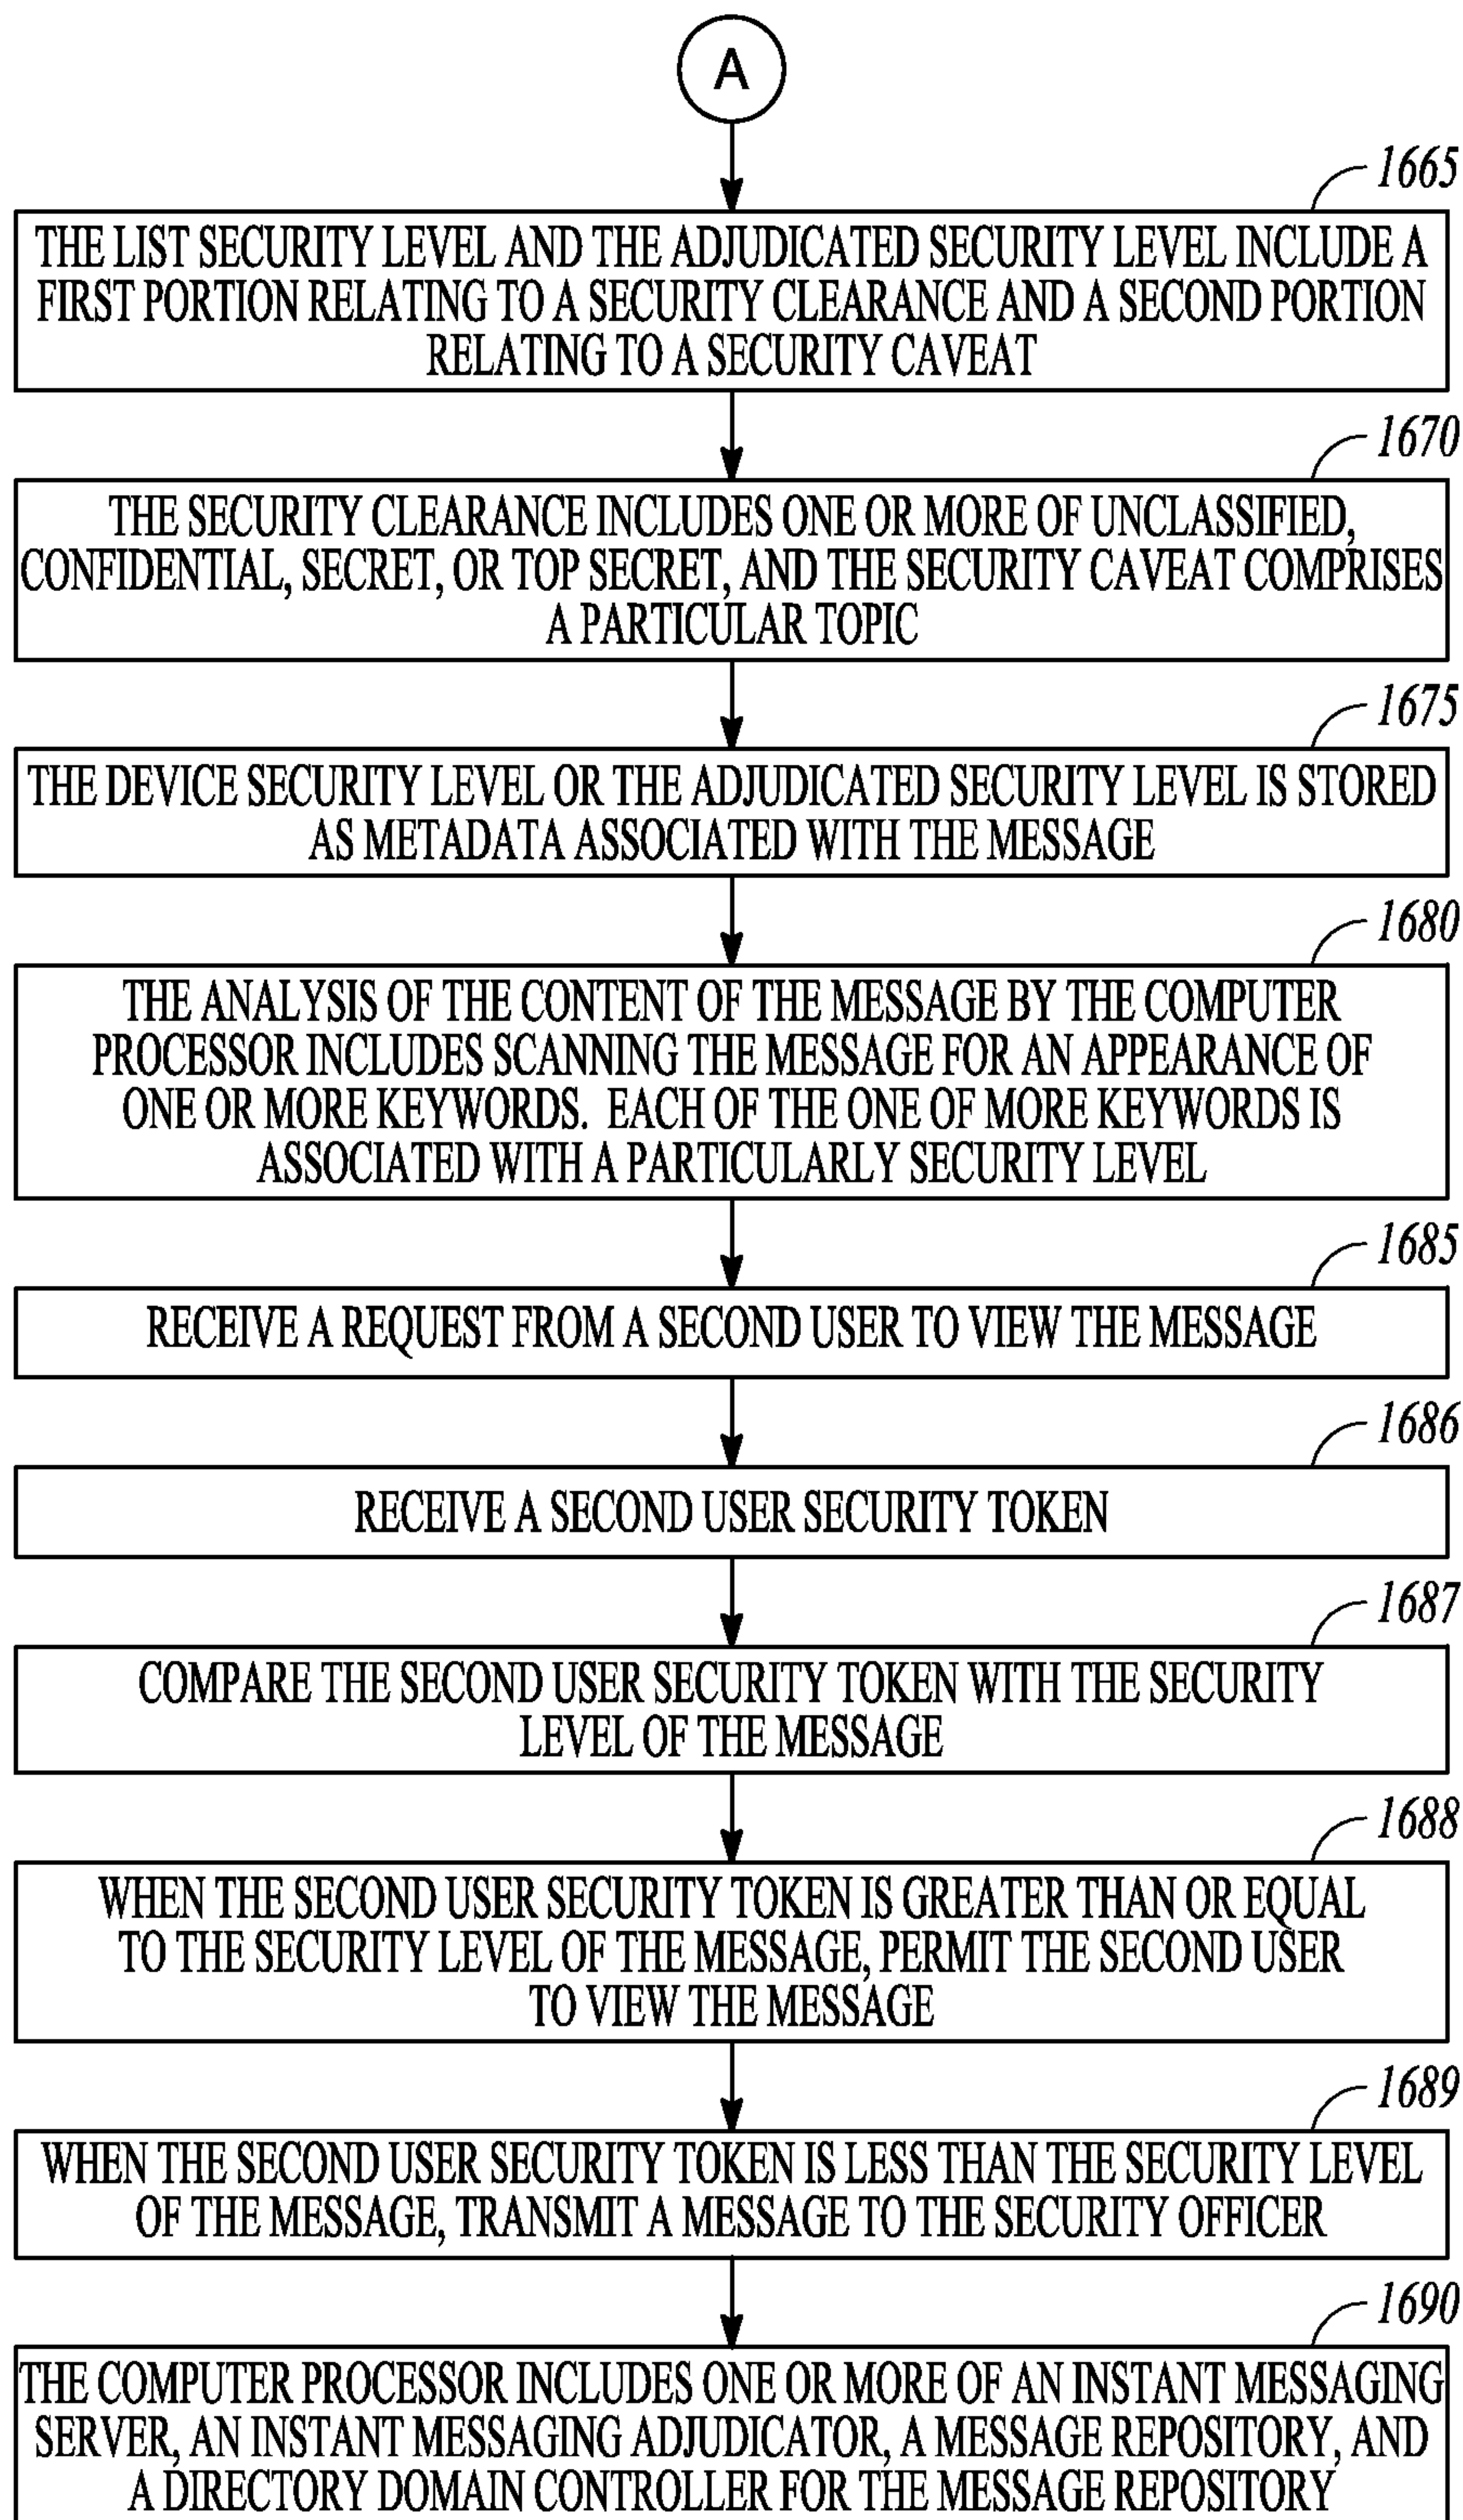 A
1665
THE LIST SECURITY LEVEL AND THE ADJUDICATED SECURITY LEVEL INCLUDE A
FIRST PORTION RELATING TO A SECURITY CLEARANCE AND A SECOND PORTION
RELATING TO A SECURITY CAVEAT
1670
THE SECURITY CLEARANCE INCLUDES ONE OR MORE OF UNCLASSIFIED,
CONFIDENTIAL, SECRET, OR TOP SECRET, AND THE SECURITY CAVEAT COMPRISES
A PARTICULAR TOPIC
1675
THE DEVICE SECURITY LEVEL OR THE ADJUDICATED SECURITY LEVEL IS STORED
AS METADATA ASSOCIATED WITH THE MESSAGE
1680
THE ANALYSIS OF THE CONTENT OF THE MESSAGE BY THE COMPUTER
PROCESSOR INCLUDES SCANNING THE MESSAGE FOR AN APPEARANCE OF
ONE OR MORE KEYWORDS. EACH OF THE ONE OF MORE KEYWORDS IS
ASSOCIATED WITH A PARTICULARLY SECURITY LEVEL
1685
RECEIVE A REQUEST FROM A SECOND USER TO VIEW THE MESSAGE
1686
RECEIVE A SECOND USER SECURITY TOKEN
1687
COMPARE THE SECOND USER SECURITY TOKEN WITH THE SECURITY
LEVEL OF THE MESSAGE
1688
WHEN THE SECOND USER SECURITY TOKEN IS GREATER THAN OR EQUAL
TO THE SECURITY LEVEL OF THE MESSAGE, PERMIT THE SECOND USER
TO VIEW THE MESSAGE
1689
WHEN THE SECOND USER SECURITY TOKEN IS LESS THAN THE SECURITY LEVEL
OF THE MESSAGE, TRANSMIT A MESSAGE TO THE SECURITY OFFICER
1690
THE COMPUTER PROCESSOR INCLUDES ONE OR MORE OF AN INSTANT MESSAGING
SERVER, AN INSTANT MESSAGING ADJUDICATOR, A MESSAGE REPOSITORY, AND
A DIRECTORY DOMAIN CONTROLLER FOR THE MESSAGE REPOSITORY